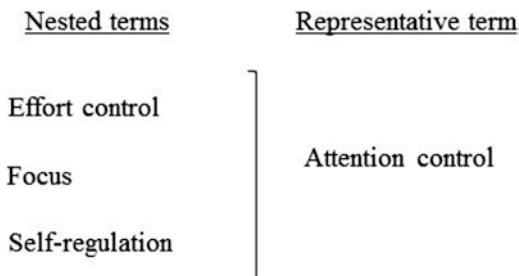 Nested terms
Representative term
Effort control
Attention control
Focus
Self-regulation